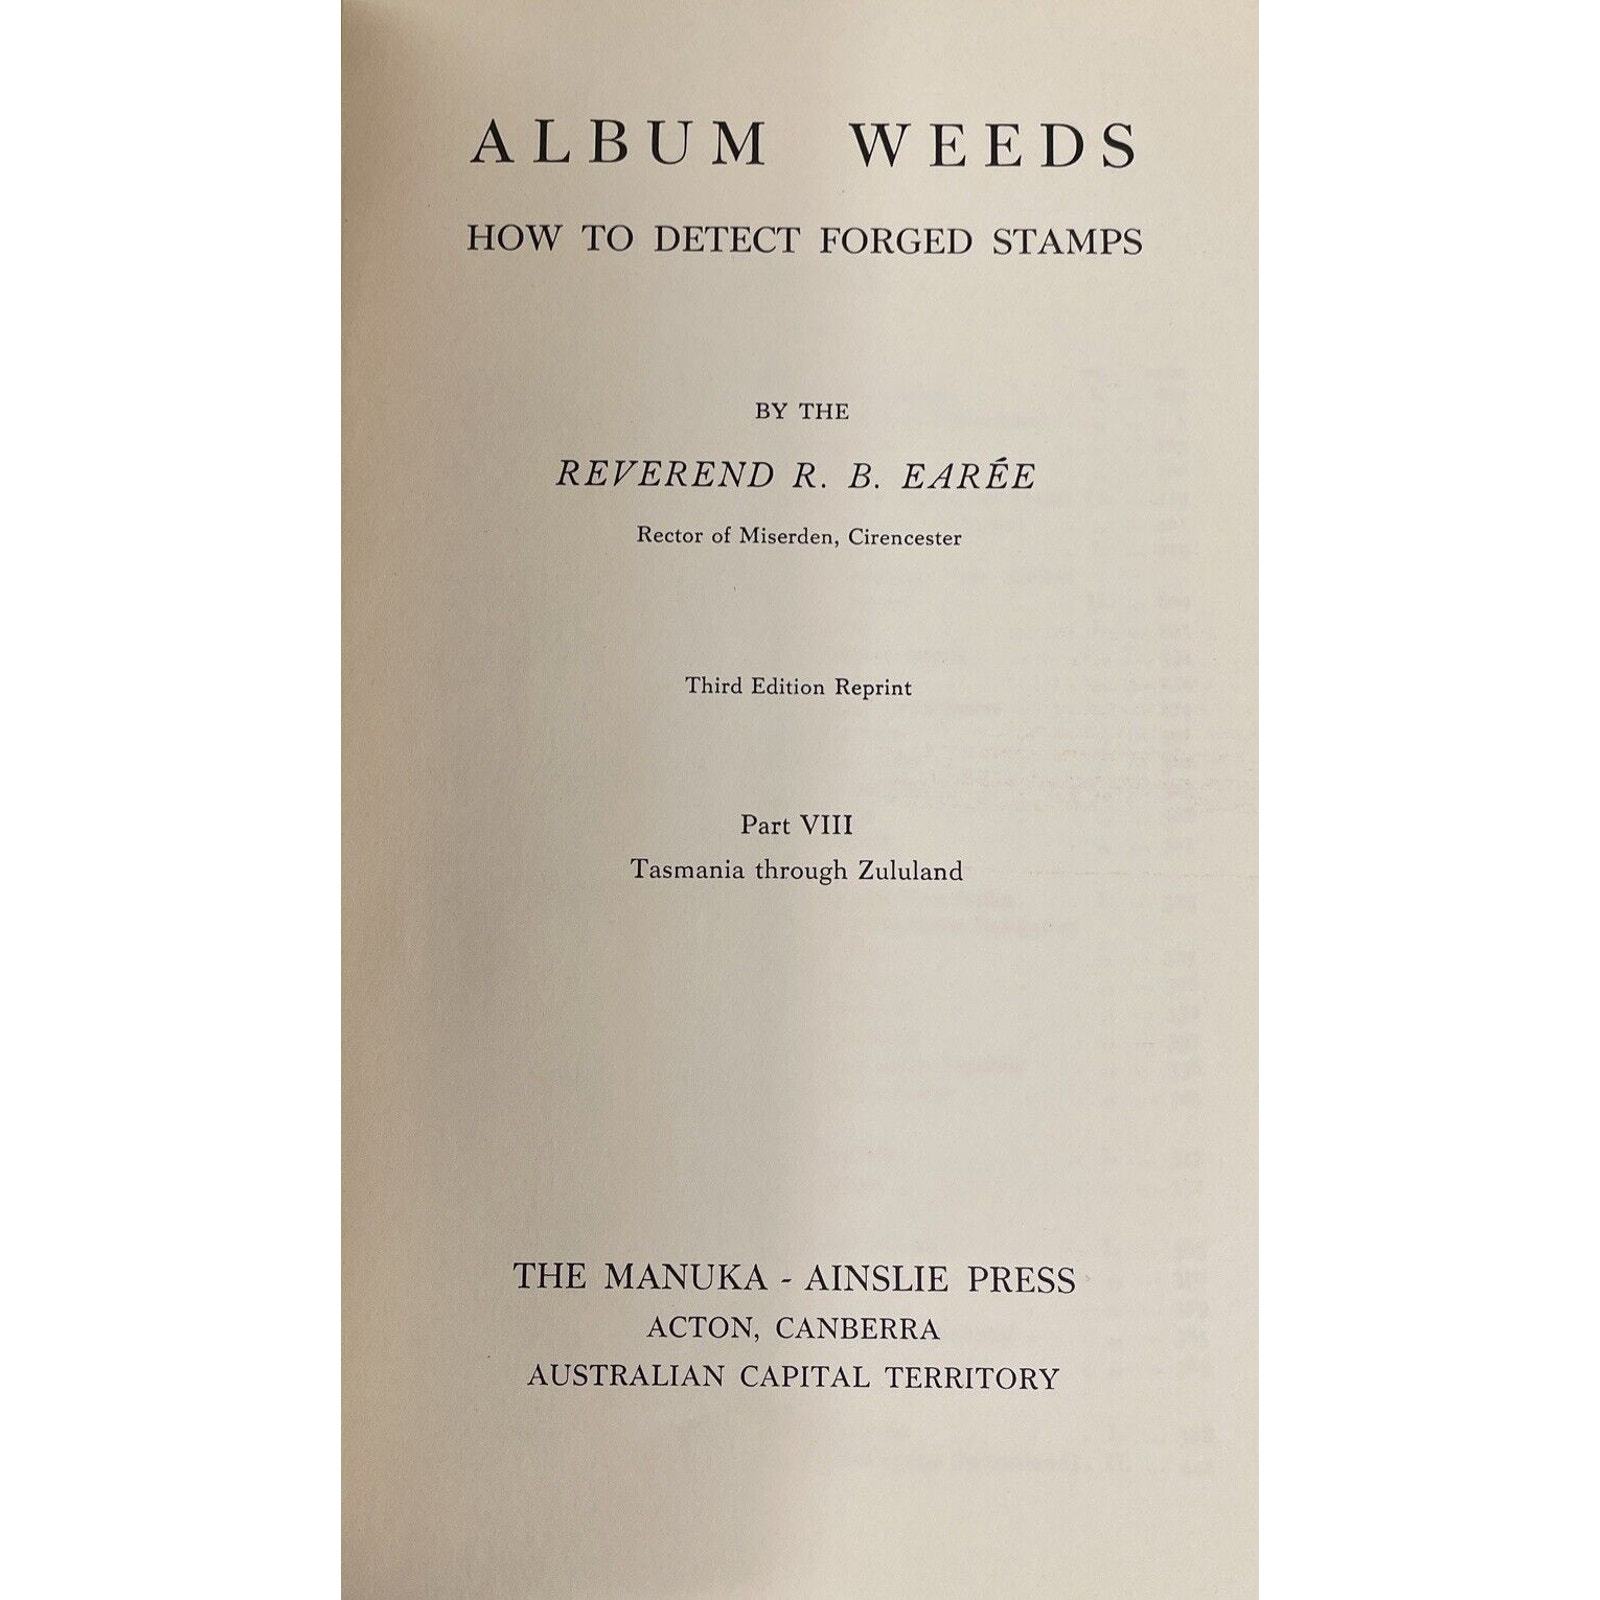 ALBUM WEEDS
HOW TO DETECT FORGED STAMPS
BY THE
REVEREND R. B. EARÉE
Rector of Miserden, Cirencester
Third Edition Reprint
Part VIII
Tasmania through Zululand
THE MANUKA - AINSLIE PRESS
ACTON, CANBERRA
AUSTRALIAN CAPITAL TERRITORY